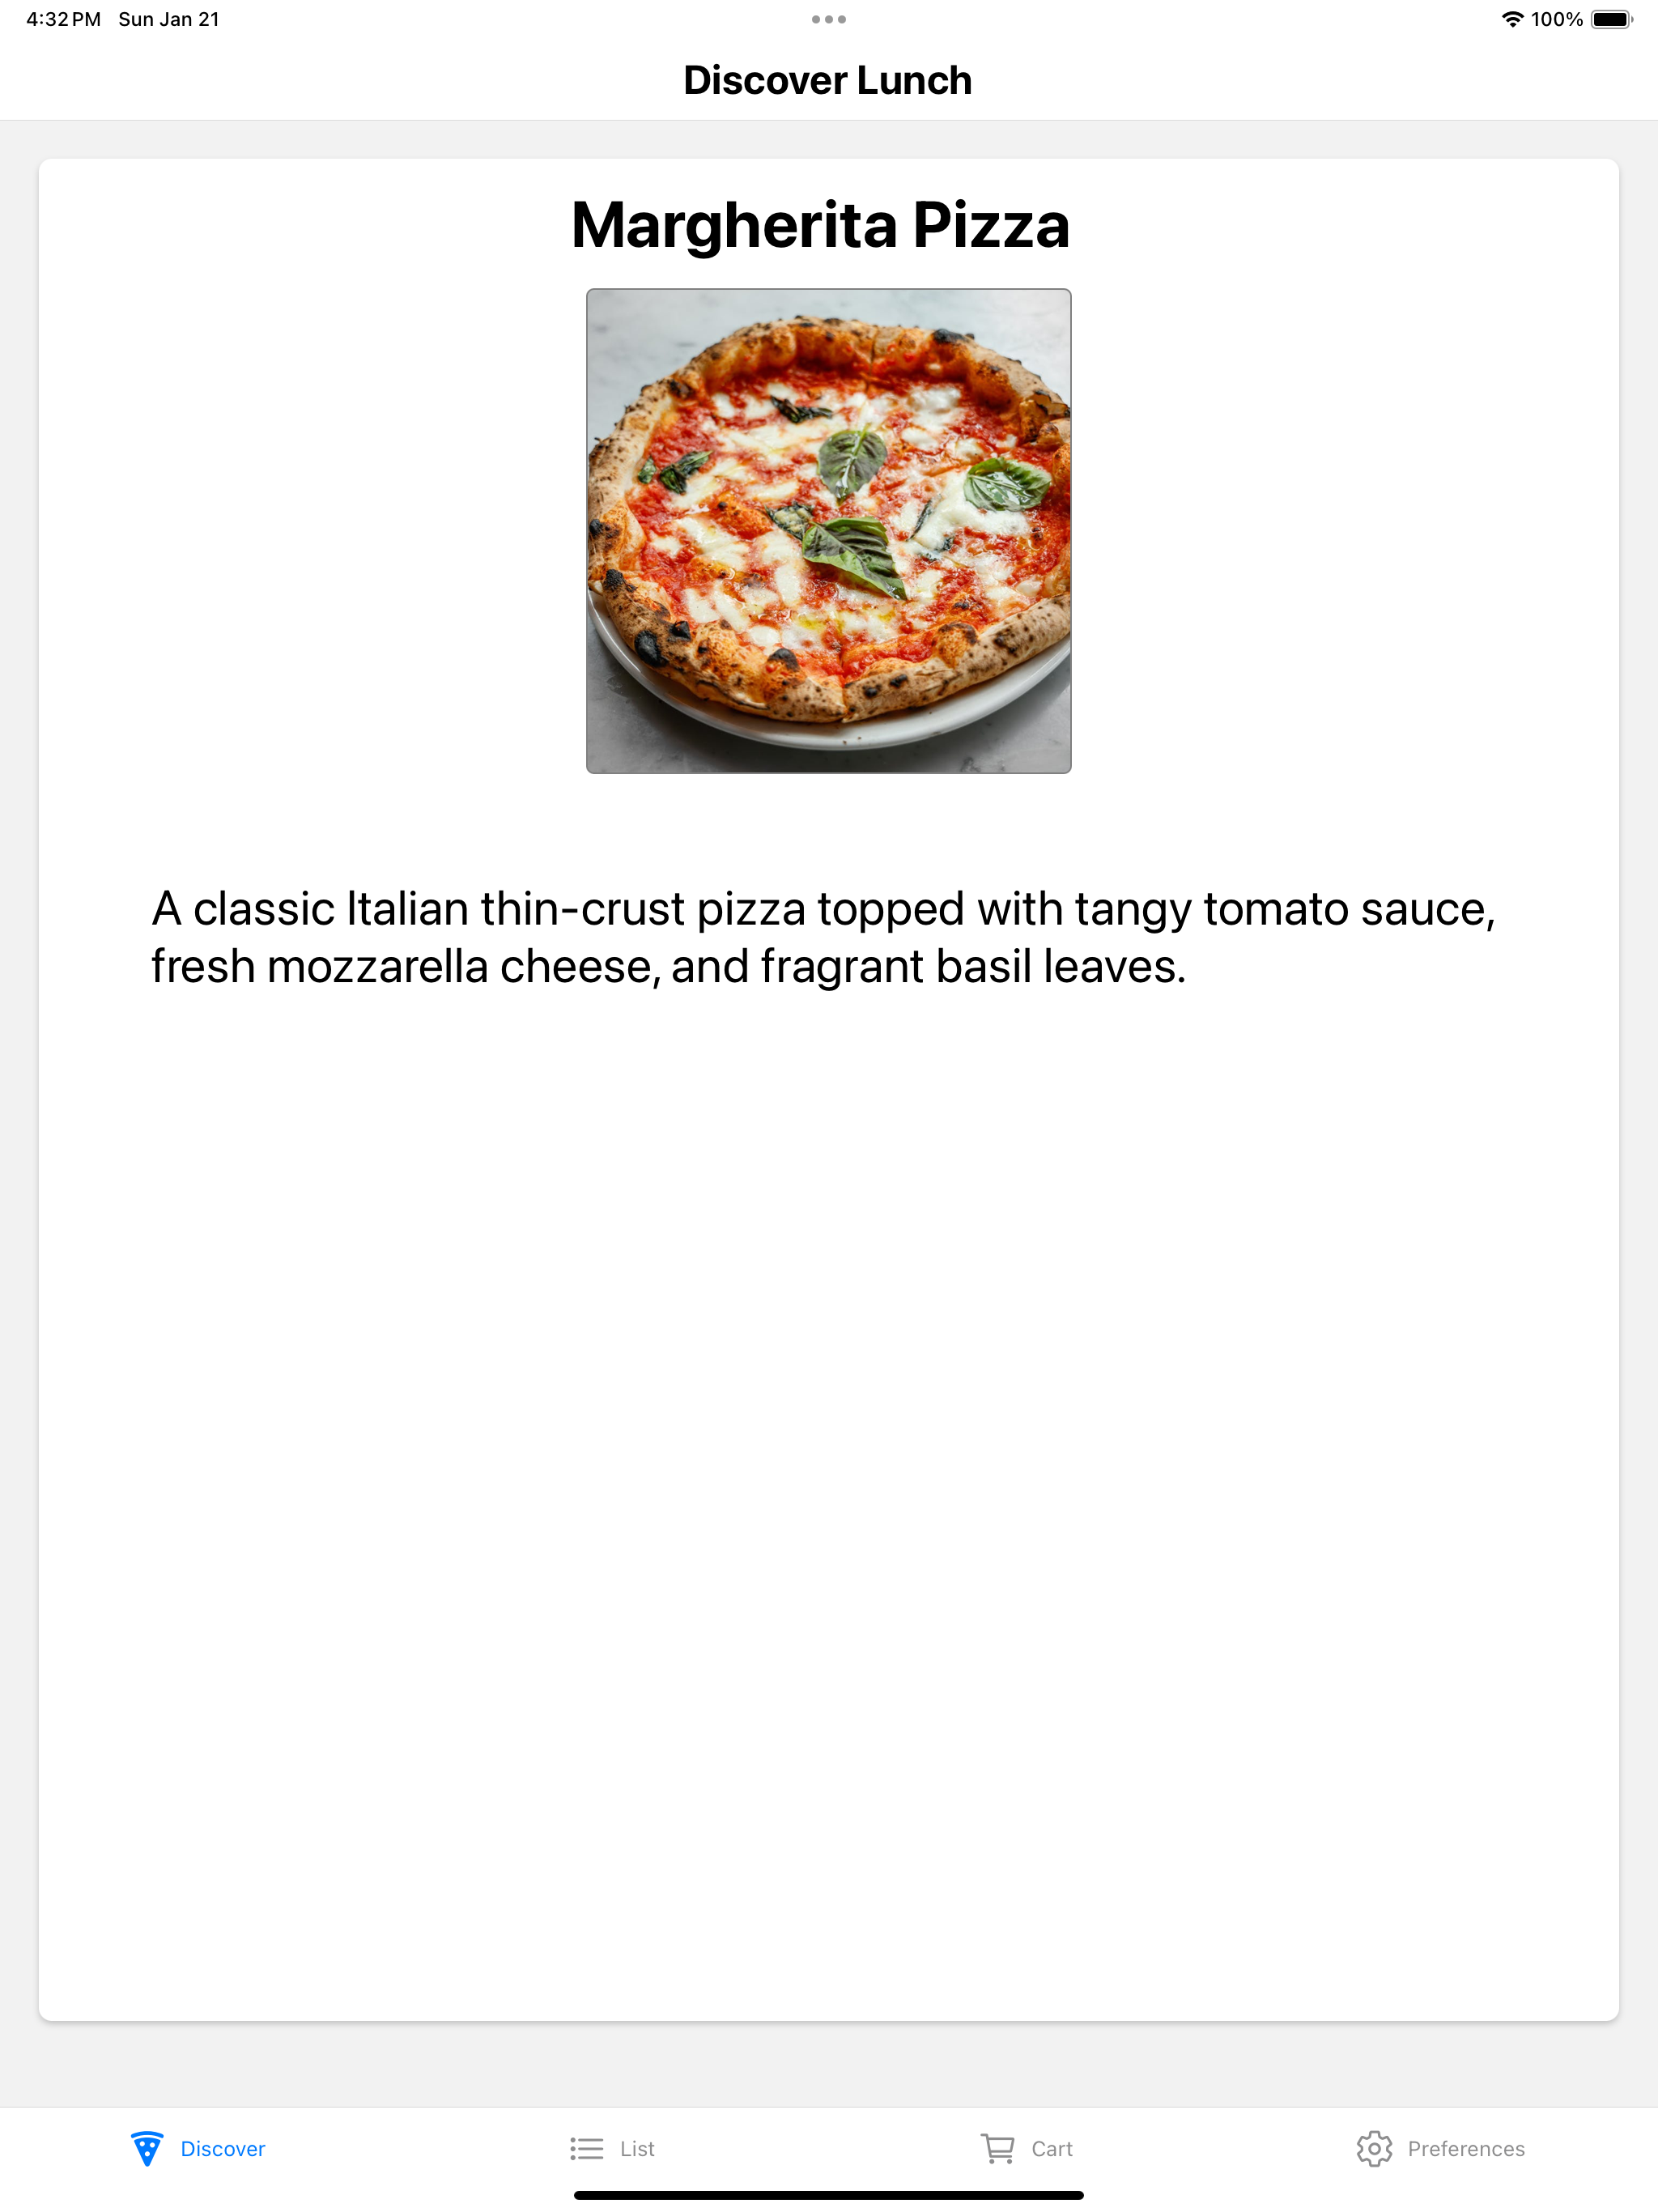 4:32 PM Sun Jan 21
100%
Discover Lunch
Margherita Pizza
A classic Italian thin-crust pizza topped with tangy tomato sauce,
fresh mozzarella cheese, and fragrant basil leaves.
Discover
List
Cart
Preferences